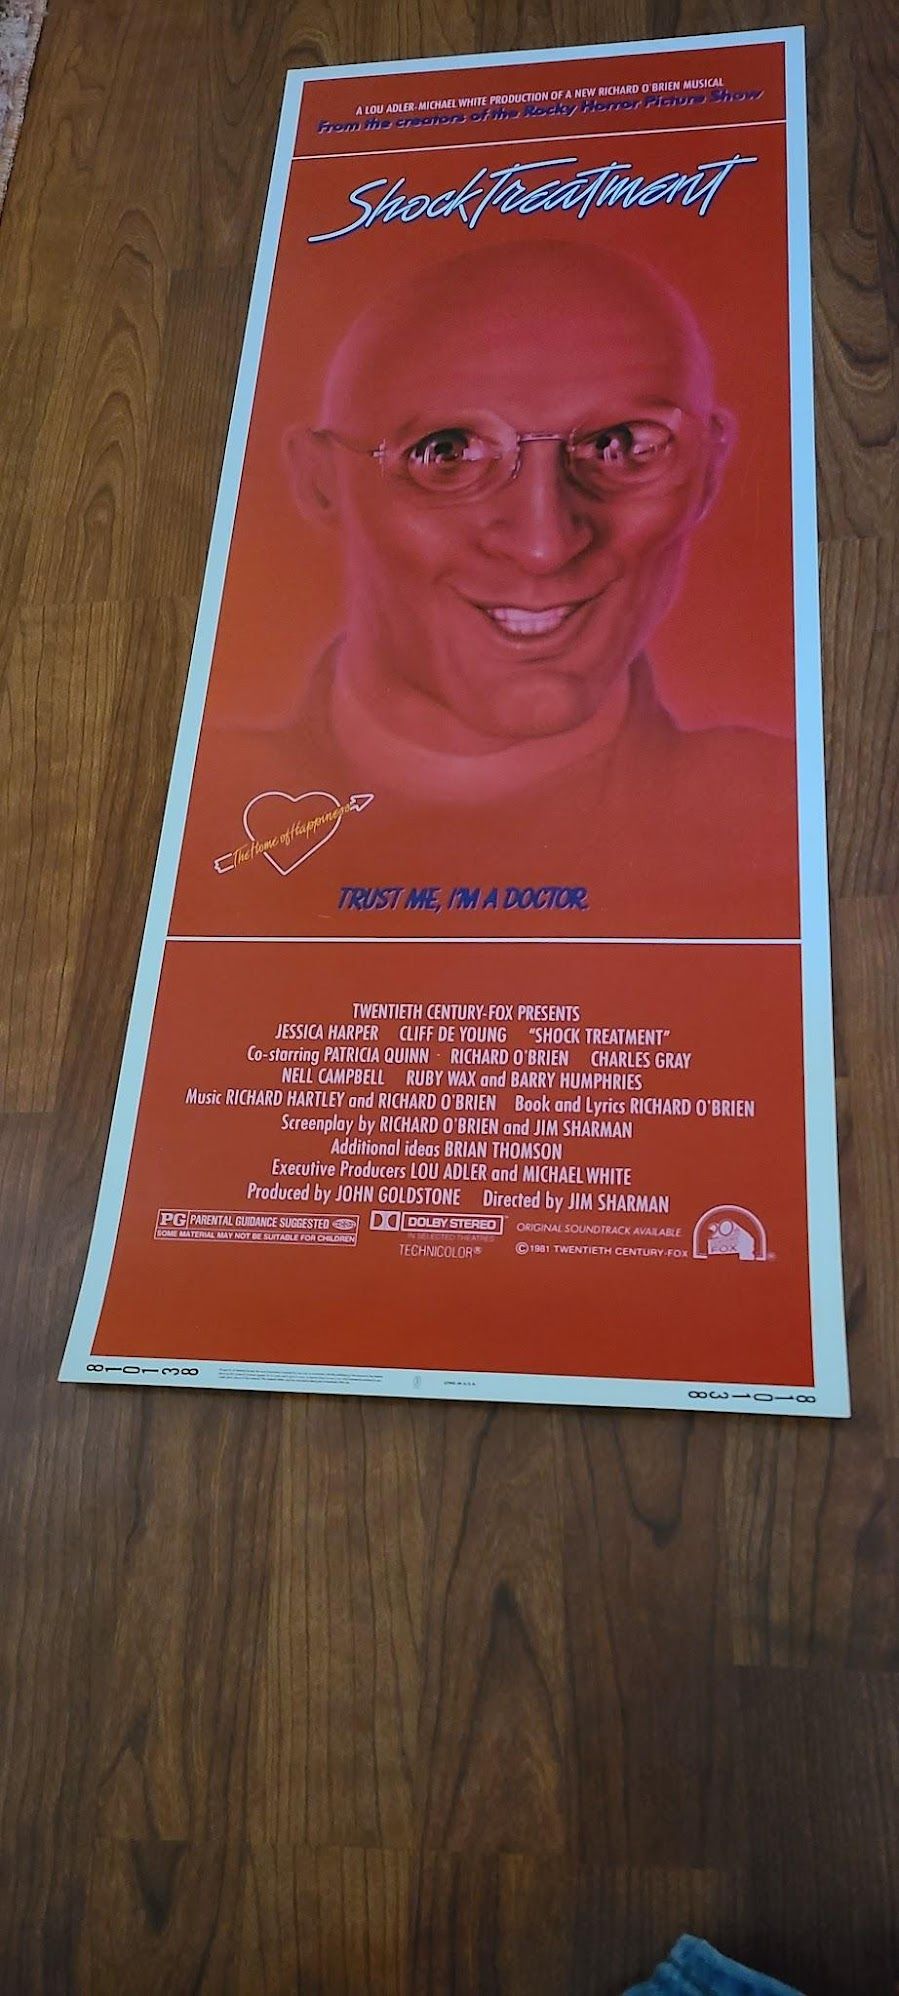 A LOU ADLER-MICHAEL WHITE PRODUCTION OF A NEW RICHARD O'BRIEN MUSICAL
From the creators of the Rocky Horror Picture Show
Shock Treatment
The Home of Happiness
TRUST ME, I'M A DOCTOR.
TWENTIETH CENTURY-FOX PRESENTS
JESSICA HARPER CLIFF DE YOUNG "SHOCK TREATMENT"
Co-starring PATRICIA QUINN · RICHARD O'BRIEN CHARLES GRAY
NELL CAMPBELL RUBY WAX and BARRY HUMPHRIES
Music RICHARD HARTLEY and RICHARD O'BRIEN Book and Lyrics RICHARD O'BRIEN
Screenplay by RICHARD O'BRIEN and JIM SHARMAN
Additional ideas BRIAN THOMSON
Executive Producers LOU ADLER and MICHAEL WHITE
Produced by JOHN GOLDSTONE Directed by JIM SHARMAN
PG PARENTAL GUIDANCE SUGGESTED
SOME MATERIAL MAY NOT BE SUITABLE FOR CHILDREN
DOLBY STEREO
IN SELECTED THEATRES
TECHNICOLOR®
ORIGINAL SOUNDTRACK AVAILABLE
©1981 TWENTIETH CENTURY-FOX
20
FOX
810138
810138